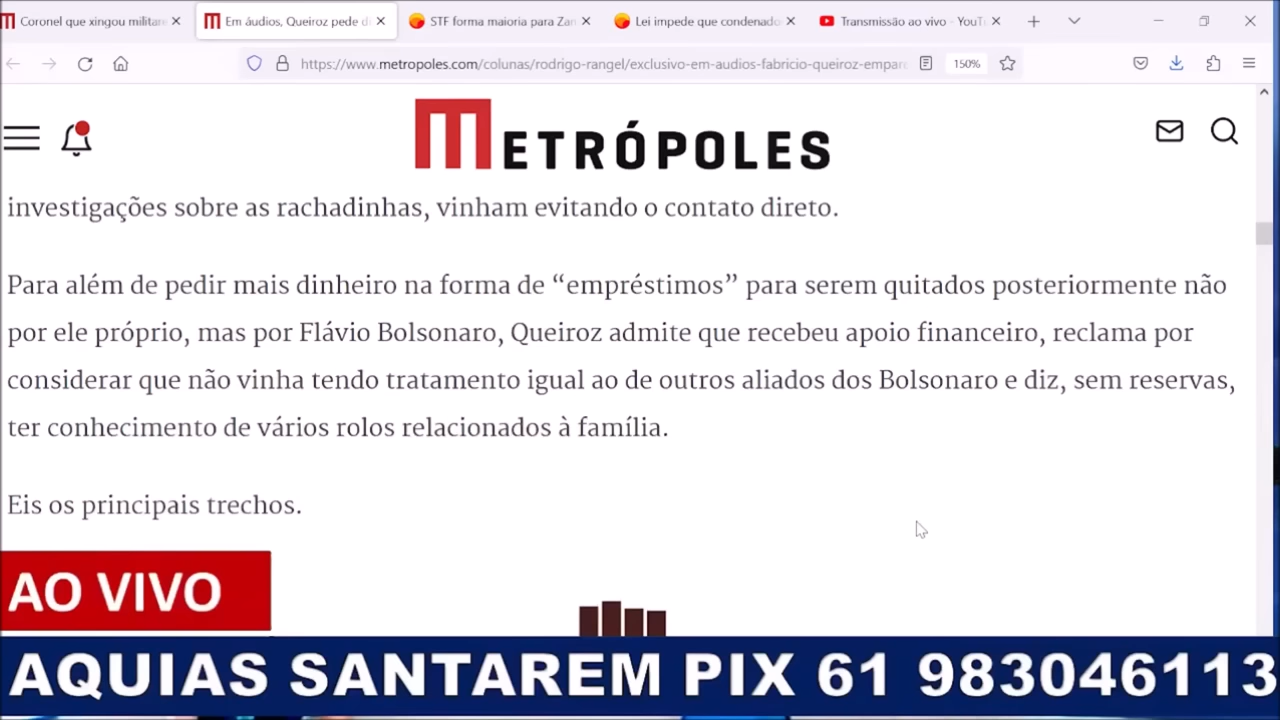 Coronel que xingou militare
Em áudios, Queiroz pede di
STF forma maioria para Zan
Lei impede que condenado
Transmissão ao vivo - YouTu
https://www.metropoles.com/colunas/rodrigo-rangel/exclusivo-em-audios-fabricio-queiroz-empare
150%
METRÓPOLES
investigações sobre as rachadinhas, vinham evitando o contato direto.
Para além de pedir mais dinheiro na forma de “empréstimos” para serem quitados posteriormente não
por ele próprio, mas por Flávio Bolsonaro, Queiroz admite que recebeu apoio financeiro, reclama por
considerar que não vinha tendo tratamento igual ao de outros aliados dos Bolsonaro e diz, sem reservas,
ter conhecimento de vários rolos relacionados à família.
Eis os principais trechos.
AO VIVO
AQUIAS SANTAREM PIX 61 983046113